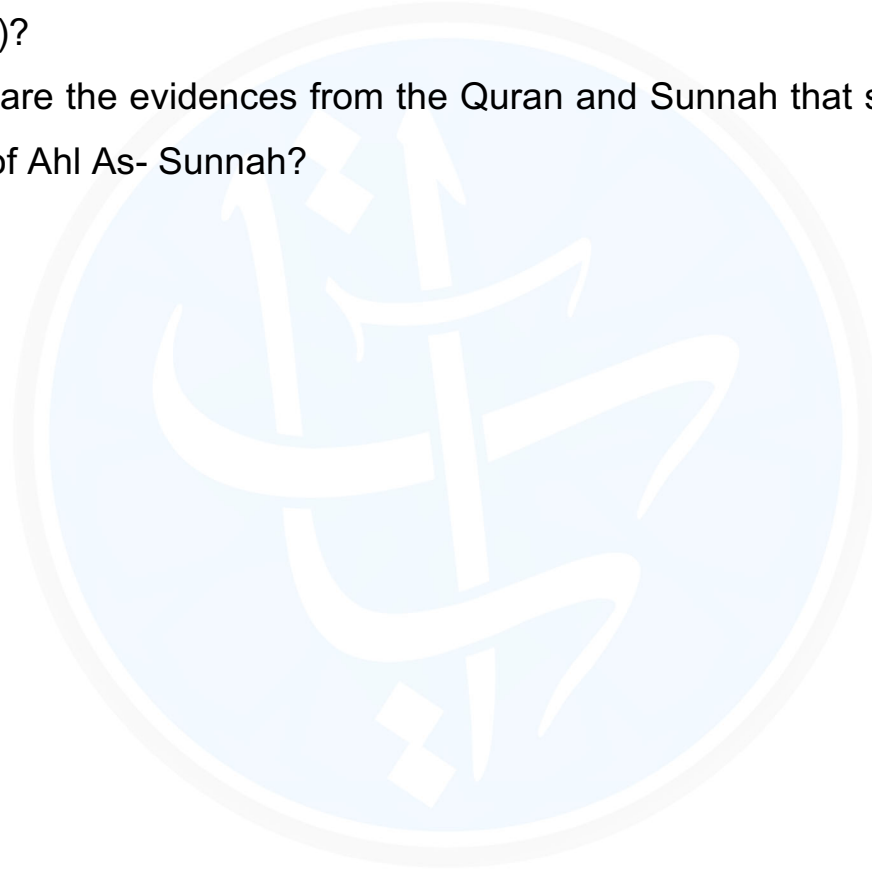 )?
are the evidences from the Quran and Sunnah that s
of Ahl As- Sunnah?